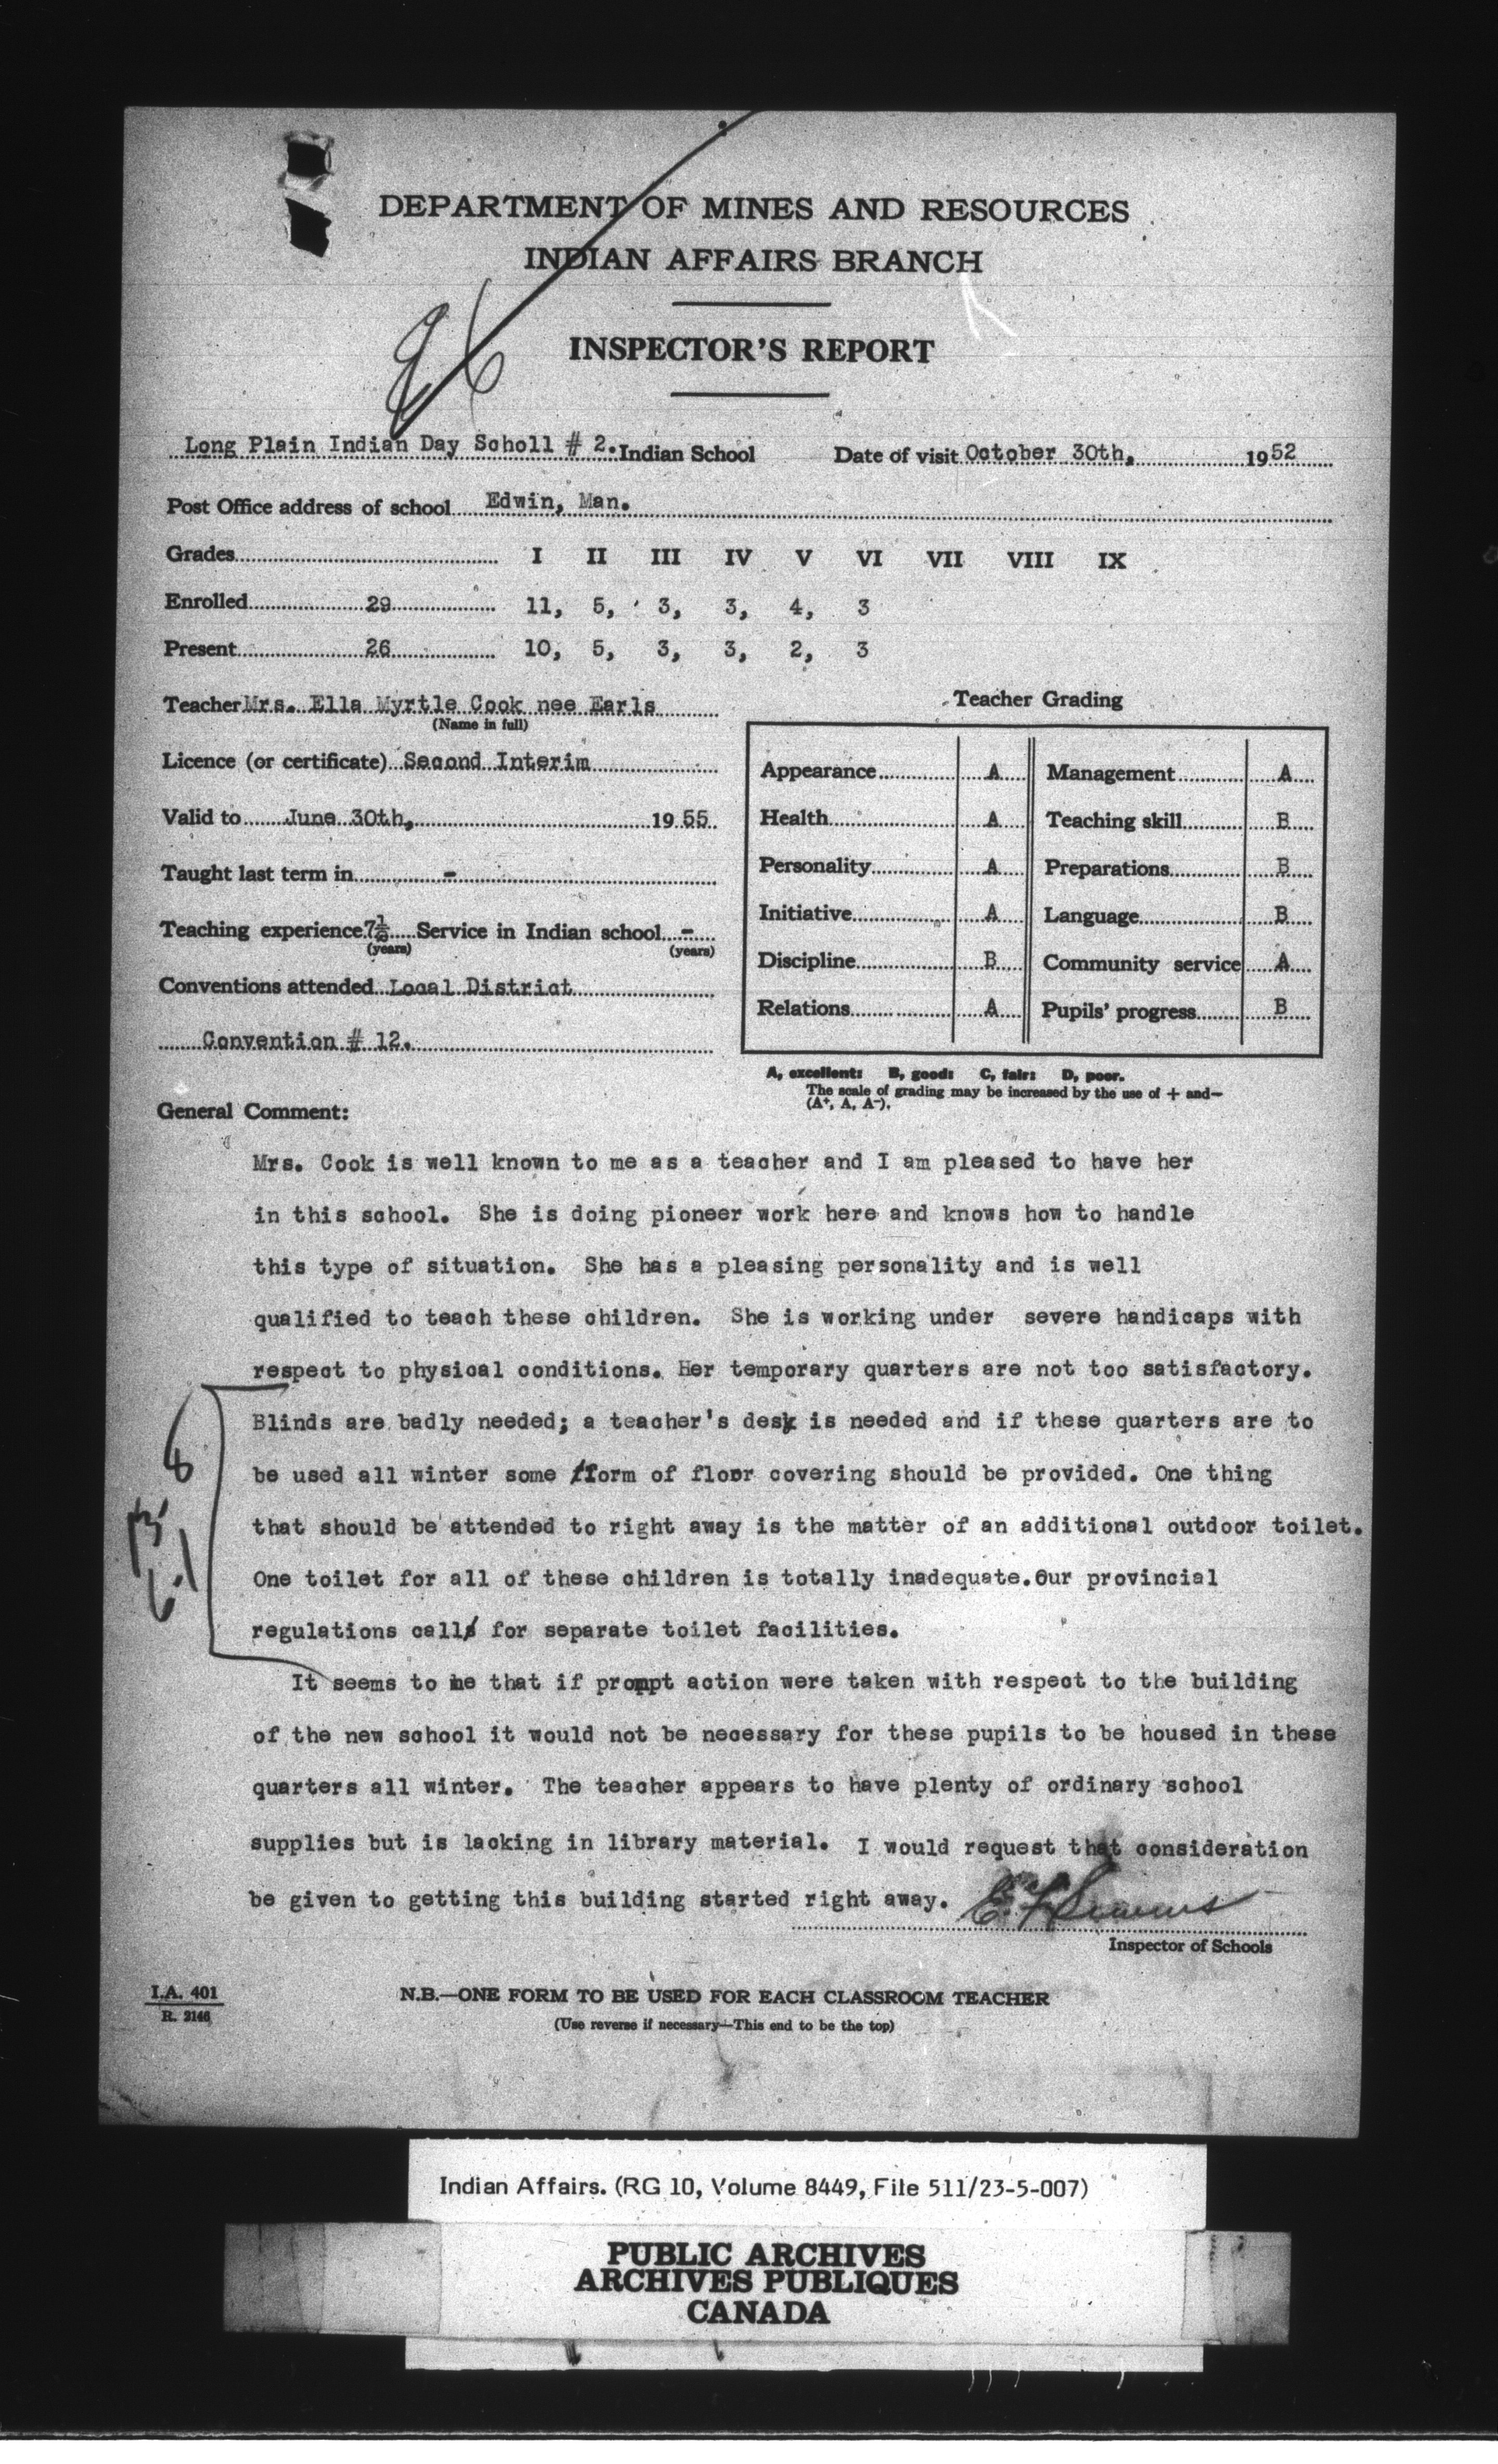 DEPARTMENT OF MINES AND RESOURCES
INDIAN AFFAIRS BRANCH
INSPECTOR'S REPORT
Long Plain Indian Day Scholl # 2. Indian School Date of visit October 30th, 1952
Post Office address of school Edwin, Man.
Grades I II III IV V VI VII VIII IX
Enrolled 29 11, 5, 3, 3, 4, 3
Present 26 10, 5, 3, 3, 2, 3
Teacher Mrs. Ella Myrtle Cook nee Earls
(Name in full)
Licence (or certificate) Second Interim
Valid to June 30th, 1955
Taught last term in -
Teaching experience 7½ Service in Indian school -
(years) (years)
Conventions attended Local District
Convention # 12.
Teacher Grading
Appearance A Management A
Health A Teaching skill B
Personality A Preparations B
Initiative A Language B
Discipline B Community service A
Relations A Pupils' progress B
A, excellent: B, good: C, fair: D, poor.
The scale of grading may be increased by the use of + and—
(A+, A, A-).
General Comment:
Mrs. Cook is well known to me as a teacher and I am pleased to have her
in this school. She is doing pioneer work here and knows how to handle
this type of situation. She has a pleasing personality and is well
qualified to teach these children. She is working under severe handicaps with
respect to physical conditions. Her temporary quarters are not too satisfactory.
Blinds are badly needed; a teacher's desk is needed and if these quarters are to
be used all winter some form of floor covering should be provided. One thing
that should be attended to right away is the matter of an additional outdoor toilet.
One toilet for all of these children is totally inadequate. Our provincial
regulations call for separate toilet facilities.
It seems to me that if prompt action were taken with respect to the building
of the new school it would not be necessary for these pupils to be housed in these
quarters all winter. The teacher appears to have plenty of ordinary school
supplies but is lacking in library material. I would request that consideration
be given to getting this building started right away.
Inspector of Schools
I.A. 401
R. 2146
N.B.—ONE FORM TO BE USED FOR EACH CLASSROOM TEACHER
(Use reverse if necessary—This end to be the top)
Indian Affairs. (RG 10, Volume 8449, File 511/23-5-007)
PUBLIC ARCHIVES
ARCHIVES PUBLIQUES
CANADA